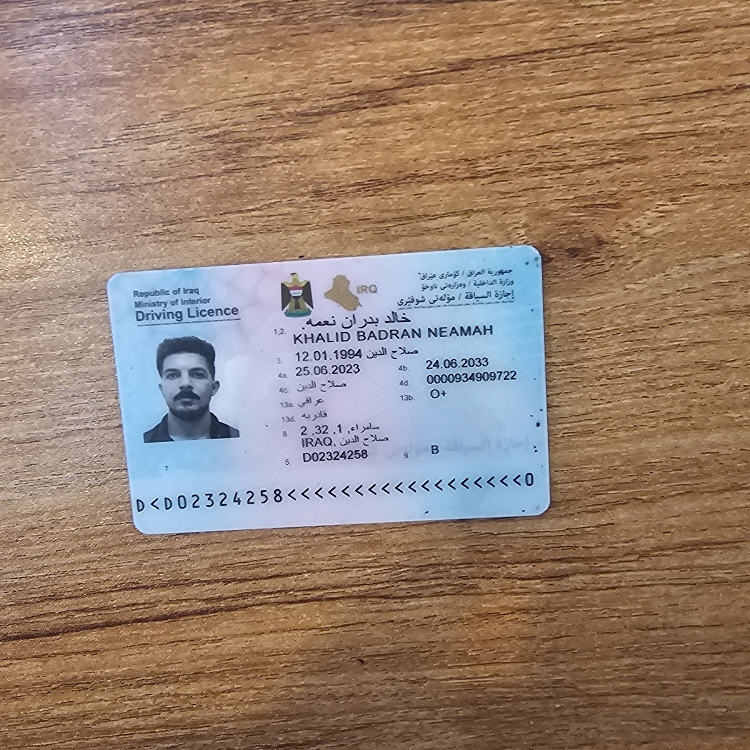 Republic of Iraq
Ministry of Interior
Driving Licence
IRQ
جمهورية العراق / كۆماری عێراق
وزارة الداخلية / وەزارەتی ناوخۆ
إجازة السياقة / مۆڵەتی شوفێری
1,2. خالد بدران نعمه.
KHALID BADRAN NEAMAH
3. 12.01.1994 صلاح الدين
4a. 25.06.2023
4b. 24.06.2033
4c. صلاح الدين
4d. 0000934909722
13a. عراقي
13b. O+
13d. قادريه
8 سامراء, 1, 32, 2
صلاح الدين, IRAQ
5. D02324258
9. B
7
D<D02324258<<<<<<<<<<<<<<<<<<<0